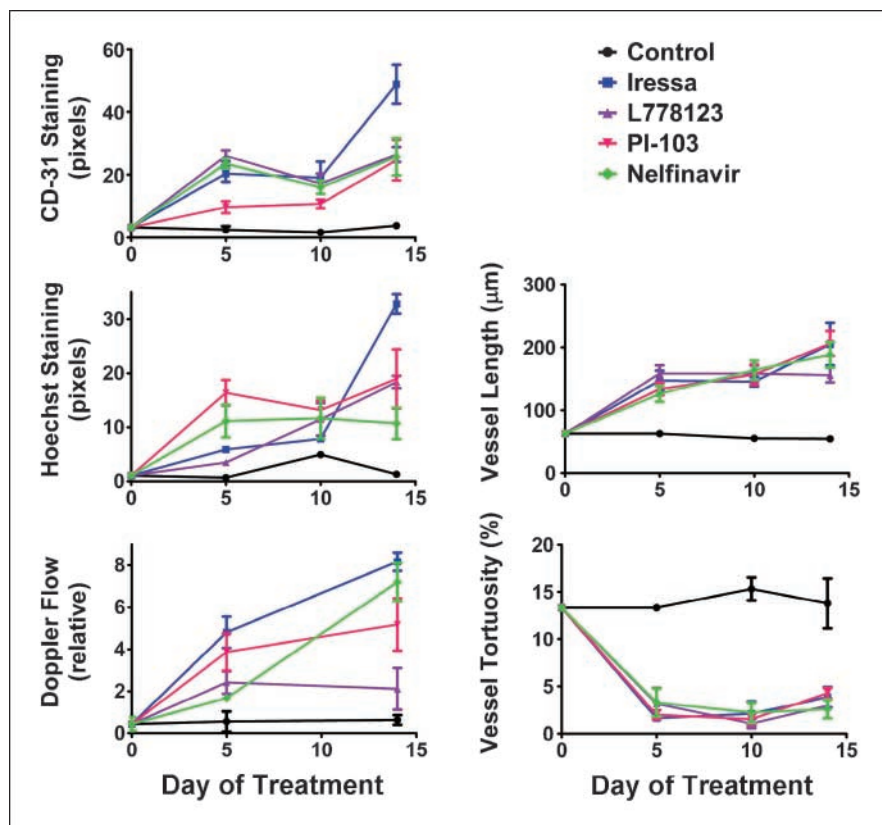 CD-31 Staining
(pixels)
60
40
20
0
0
5
10
15
Control
Iressa
L778123
PI-103
Nelfinavir
Hoechst Staining
(pixels)
30
20
10
0
0
5
10
15
Vessel Length (μm)
300
200
100
0
0
5
10
15
Doppler Flow
(relative)
8
6
4
2
0
0
5
10
15
Day of Treatment
Vessel Tortuosity (%)
20
15
10
5
0
0
5
10
15
Day of Treatment